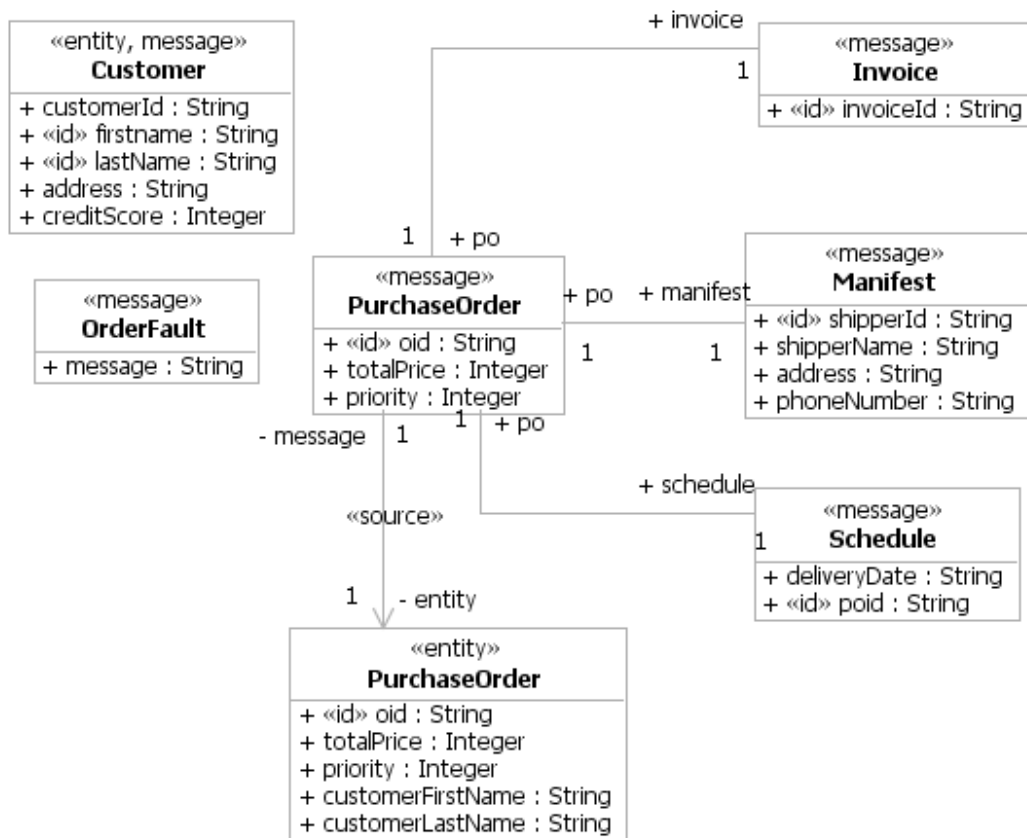 «entity, message»
Customer
+ customerId : String
+ «id» firstname : String
+ «id» lastName : String
+ address : String
+ creditScore : Integer
+ invoice
1
«message»
Invoice
+ «id» invoiceId : String
1
+ po
«message»
OrderFault
+ message : String
«message»
PurchaseOrder
+ «id» oid : String
+ totalPrice : Integer
+ priority : Integer
+ po
+ manifest
1
1
«message»
Manifest
+ «id» shipperId : String
+ shipperName : String
+ address : String
+ phoneNumber : String
- message
1
1
+ po
«source»
+ schedule
1
«message»
Schedule
+ deliveryDate : String
+ «id» poid : String
1
- entity
«entity»
PurchaseOrder
+ «id» oid : String
+ totalPrice : Integer
+ priority : Integer
+ customerFirstName : String
+ customerLastName : String